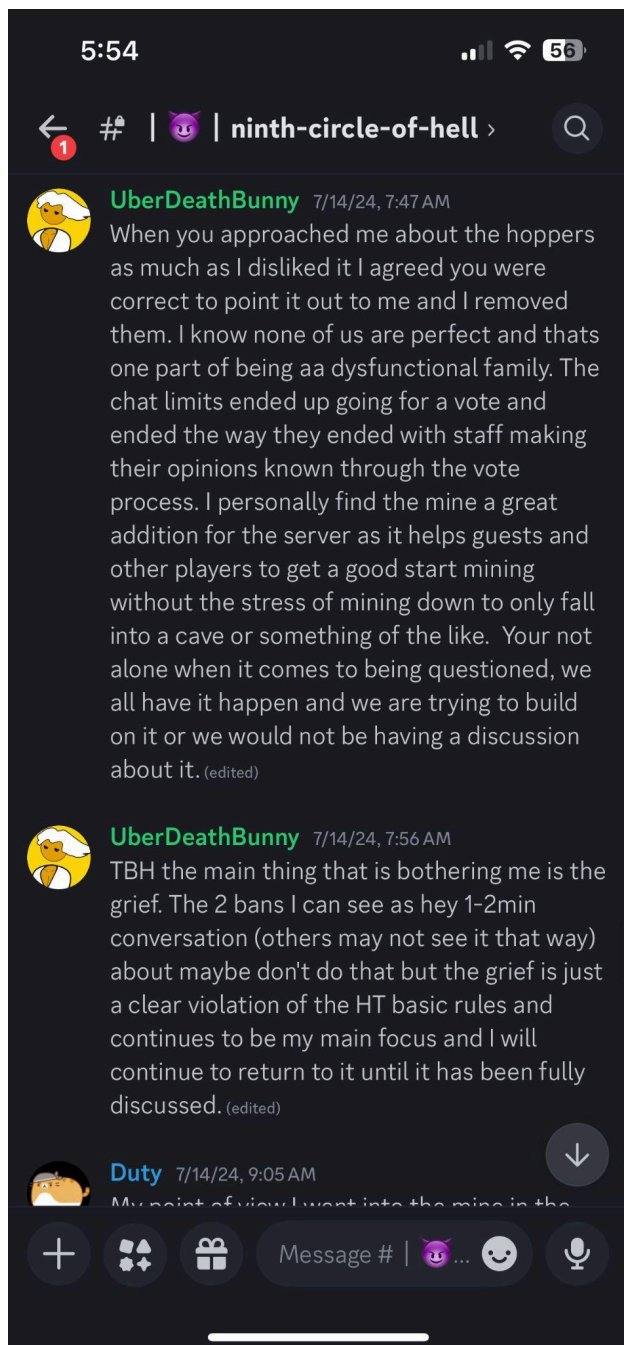 5:54
56
1
# | 😈 | ninth-circle-of-hell ›
UberDeathBunny 7/14/24, 7:47 AM
When you approached me about the hoppers
as much as I disliked it I agreed you were
correct to point it out to me and I removed
them. I know none of us are perfect and thats
one part of being aa dysfunctional family. The
chat limits ended up going for a vote and
ended the way they ended with staff making
their opinions known through the vote
process. I personally find the mine a great
addition for the server as it helps guests and
other players to get a good start mining
without the stress of mining down to only fall
into a cave or something of the like.  Your not
alone when it comes to being questioned, we
all have it happen and we are trying to build
on it or we would not be having a discussion
about it. (edited)
UberDeathBunny 7/14/24, 7:56 AM
TBH the main thing that is bothering me is the
grief. The 2 bans I can see as hey 1-2min
conversation (others may not see it that way)
about maybe don't do that but the grief is just
a clear violation of the HT basic rules and
continues to be my main focus and I will
continue to return to it until it has been fully
discussed. (edited)
Duty 7/14/24, 9:05 AM
My point of view I went into the mine in the
Message # | 😈...